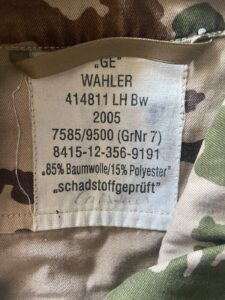 „GE"
WAHLER
414811 LH Bw
2005
7585/9500 (GrNr 7)
8415-12-356-9191
„85% Baumwolle/15% Polyester"
„schadstoffgeprüft"